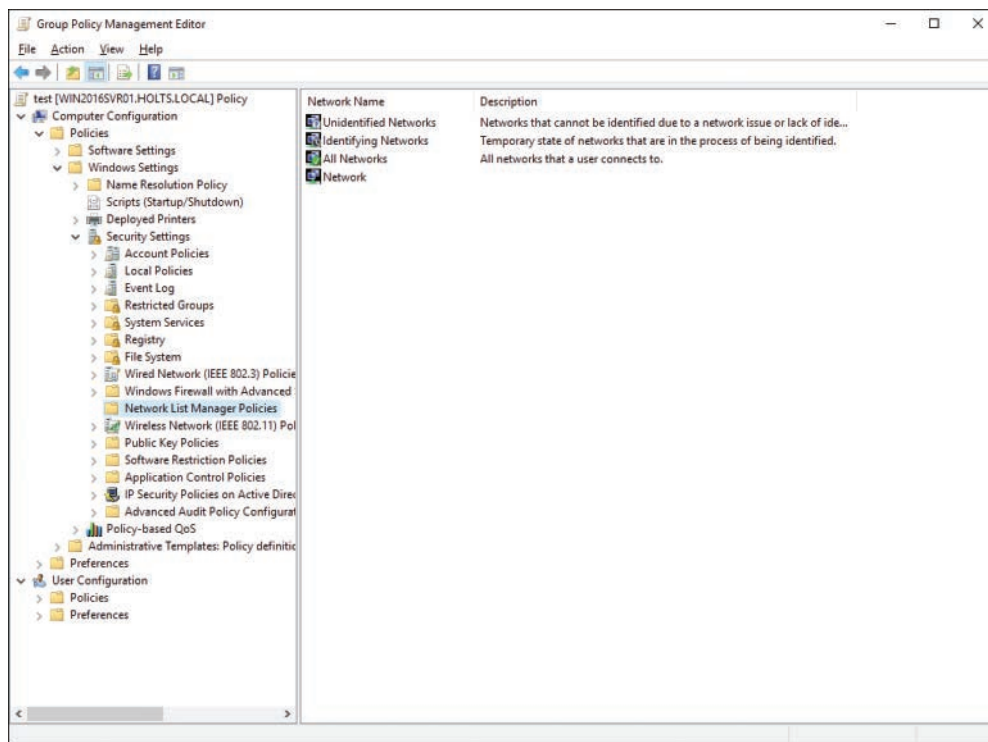 Group Policy Management Editor
File Action View Help
test [WIN2016SVR01.HOLTS.LOCAL] Policy
Computer Configuration
Policies
Software Settings
Windows Settings
Name Resolution Policy
Scripts (Startup/Shutdown)
Deployed Printers
Security Settings
Account Policies
Local Policies
Event Log
Restricted Groups
System Services
Registry
File System
Wired Network (IEEE 802.3) Policie
Windows Firewall with Advanced
Network List Manager Policies
Wireless Network (IEEE 802.11) Pol
Public Key Policies
Software Restriction Policies
Application Control Policies
IP Security Policies on Active Direc
Advanced Audit Policy Configurat
Policy-based QoS
Administrative Templates: Policy definitic
Preferences
User Configuration
Policies
Preferences
Network Name Description
Unidentified Networks Networks that cannot be identified due to a network issue or lack of ide...
Identifying Networks Temporary state of networks that are in the process of being identified.
All Networks All networks that a user connects to.
Network